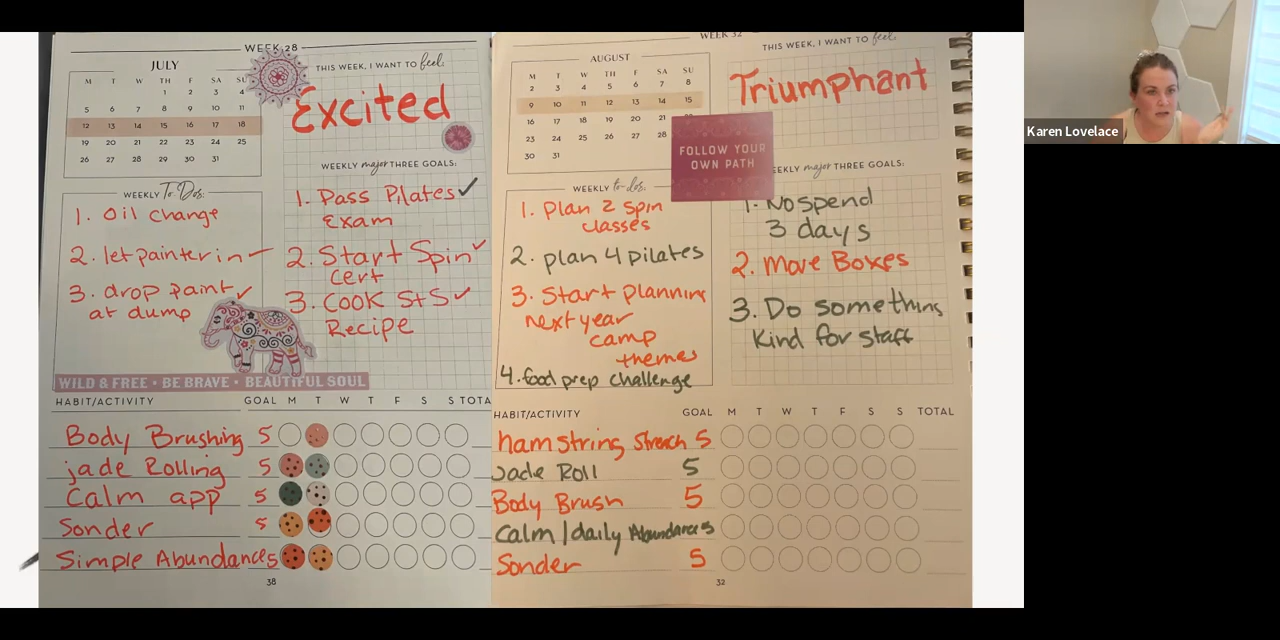 WEEK 28
JULY
M T W TH F SA SU
1 2 3 4
5 6 7 8 9 10 11
12 13 14 15 16 17 18
19 20 21 22 23 24 25
26 27 28 29 30 31
THIS WEEK, I WANT TO feel:
Excited
WEEKLY To Dos:
1. Oil Change
2. let painter in
3. drop paint ✓
at dump
WEEKLY major THREE GOALS:
1. Pass Pilates ✓
Exam
2. Start Spin ✓
Cert
3. Cook StS ✓
Recipe
WILD & FREE • BE BRAVE • BEAUTIFUL SOUL
HABIT/ACTIVITY GOAL M T W T F S S TOTA
Body Brushing 5
jade Rolling 5
Calm app 5
Sonder 5
Simple Abundance 5
38
WEEK 32
AUGUST
M T W TH F SA SU
2 3 4 5 6 7 8
9 10 11 12 13 14 15
16 17 18 19 20 21
23 24 25 26 27 28
30 31
THIS WEEK, I WANT TO feel:
Triumphant
FOLLOW YOUR
OWN PATH
WEEKLY to-dos:
1. Plan 2 spin
classes
2. plan 4 pilates
3. Start planning
next year
camp
themes
4. food prep challenge
EEKLY major THREE GOALS:
1. No spend
3 days
2. Move Boxes
3. Do something
Kind for staff
HABIT/ACTIVITY GOAL M T W T F S S TOTAL
hamstring Strech 5
Jade Roll 5
Body Brush 5
Calm/daily Abundance 5
Sonder 5
32
Karen Lovelace